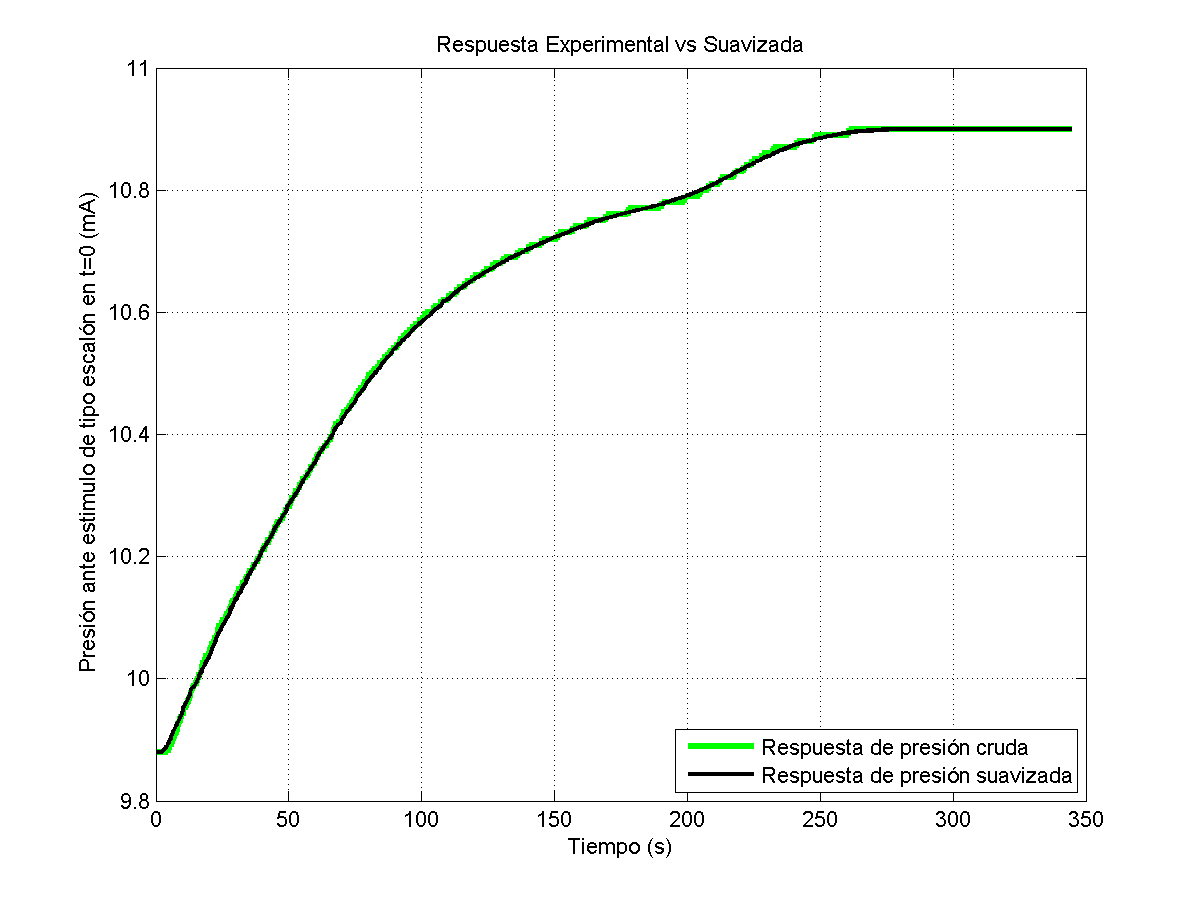 Respuesta Experimental vs Suavizada
Presión ante estimulo de tipo escalón en t=0 (mA)
11
10.8
10.6
10.4
10.2
10
9.8
0 50 100 150 200 250 300 350
Tiempo (s)
Respuesta de presión cruda
Respuesta de presión suavizada